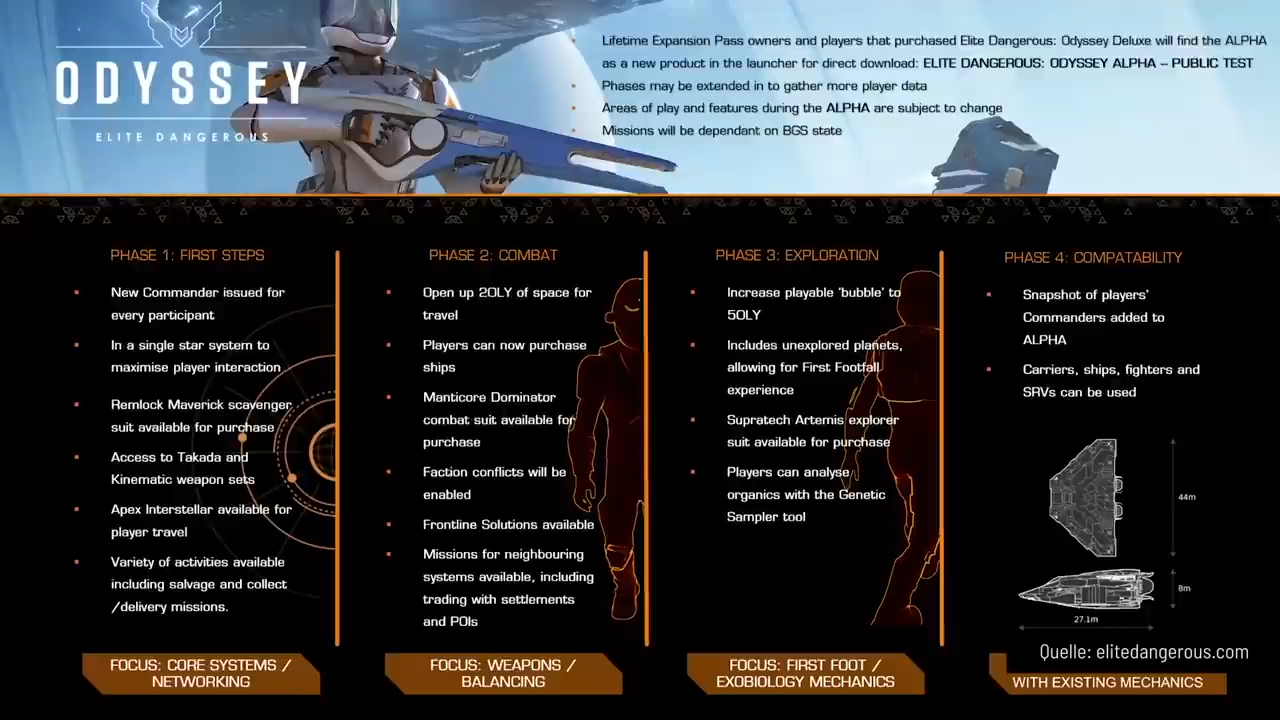 ODYSSEY
ELITE DANGEROUS
Lifetime Expansion Pass owners and players that purchased Elite Dangerous: Odyssey Deluxe will find the ALPHA
as a new product in the launcher for direct download: ELITE DANGEROUS: ODYSSEY ALPHA – PUBLIC TEST
Phases may be extended in to gather more player data
Areas of play and features during the ALPHA are subject to change
Missions will be dependant on BGS state
PHASE 1: FIRST STEPS
New Commander issued for
every participant
In a single star system to
maximise player interaction
Remlock Maverick scavenger
suit available for purchase
Access to Takada and
Kinematic weapon sets
Apex Interstellar available for
player travel
Variety of activities available
including salvage and collect
/delivery missions.
FOCUS: CORE SYSTEMS /
NETWORKING
PHASE 2: COMBAT
Open up 20LY of space for
travel
Players can now purchase
ships
Manticore Dominator
combat suit available for
purchase
Faction conflicts will be
enabled
Frontline Solutions available
Missions for neighbouring
systems available, including
trading with settlements
and POIs
FOCUS: WEAPONS /
BALANCING
PHASE 3: EXPLORATION
Increase playable 'bubble' to
50LY
Includes unexplored planets,
allowing for First Footfall
experience
Supratech Artemis explorer
suit available for purchase
Players can analyse
organics with the Genetic
Sampler tool
FOCUS: FIRST FOOT /
EXOBIOLOGY MECHANICS
PHASE 4: COMPATABILITY
Snapshot of players'
Commanders added to
ALPHA
Carriers, ships, fighters and
SRVs can be used
44m
8m
27.1m
Quelle: elitedangerous.com
WITH EXISTING MECHANICS